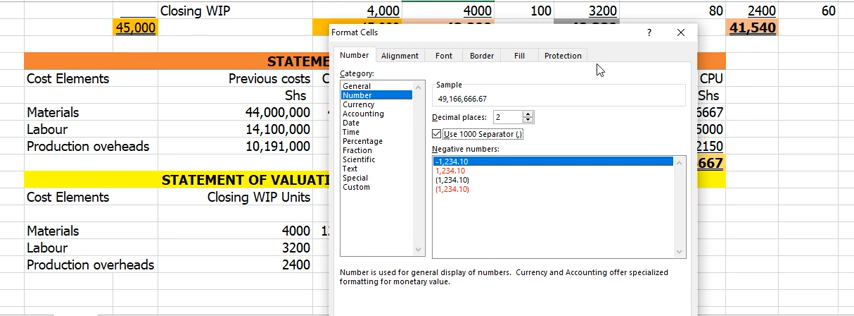 Closing WIP 4,000 4000 100 3200 80 2400 60
45,000 41,540
STATEME
Cost Elements Previous costs C CPU
Shs Shs
Materials 44,000,000 6667
Labour 14,100,000 5000
Production oveheads 10,191,000 2150
667
STATEMENT OF VALUATI
Cost Elements Closing WIP Units
Materials 4000
Labour 3200
Production overheads 2400
Format Cells ?
Number Alignment Font Border Fill Protection
Category:
General
Number
Currency
Accounting
Date
Time
Percentage
Fraction
Scientific
Text
Special
Custom
Sample
49,166,666.67
Decimal places: 2
Use 1000 Separator (,)
Negative numbers:
-1,234.10
1,234.10
(1,234.10)
(1,234.10)
Number is used for general display of numbers. Currency and Accounting offer specialized
formatting for monetary value.